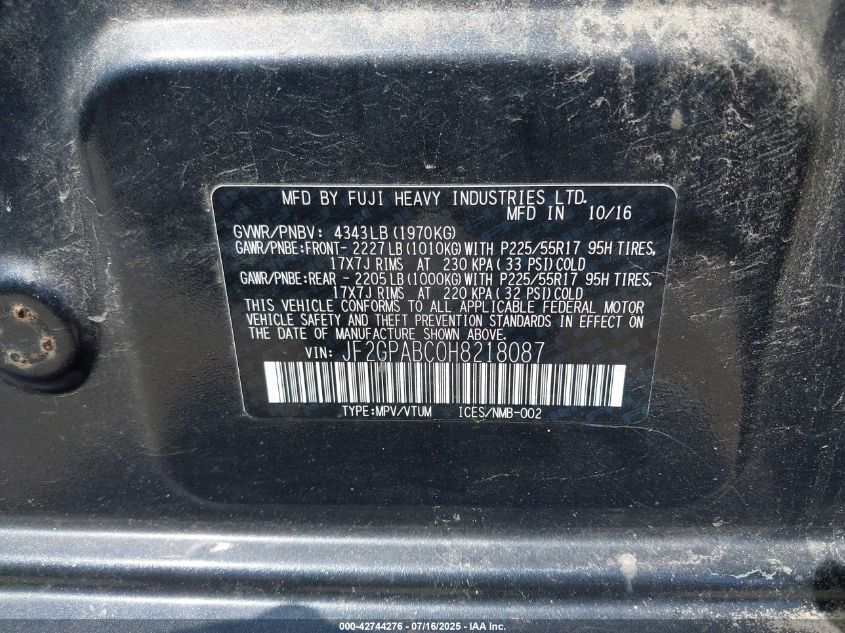 MFD BY FUJI HEAVY INDUSTRIES LTD.
MFD IN 10/16
GVWR/PNBV: 4343LB(1970KG)
GAWR/PNBE:FRONT- 2227LB(1010KG)WITH P225/55R17 95H TIRES,
17X7J RIMS AT 230 KPA(33 PSI)COLD
GAWR/PNBE:REAR - 2205LB(1000KG)WITH P225/55R17 95H TIRES,
17X7J RIMS AT 220 KPA(32 PSI)COLD
THIS VEHICLE CONFORMS TO ALL APPLICABLE FEDERAL MOTOR
VEHICLE SAFETY AND THEFT PREVENTION STANDARDS IN EFFECT ON
THE DATE OF MANUFACTURE SHOWN ABOVE.
VIN: JF2GPABC0H8218087
TYPE:MPV/VTUM ICES/NMB-002
000-42744276 - 07/16/2025 - IAA Inc.